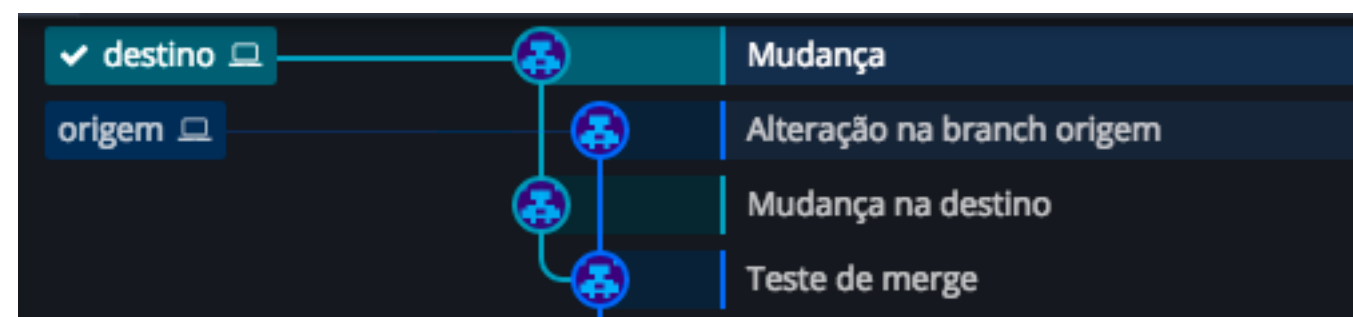 destino Mudança
origem Alteração na branch origem
Mudança na destino
Teste de merge